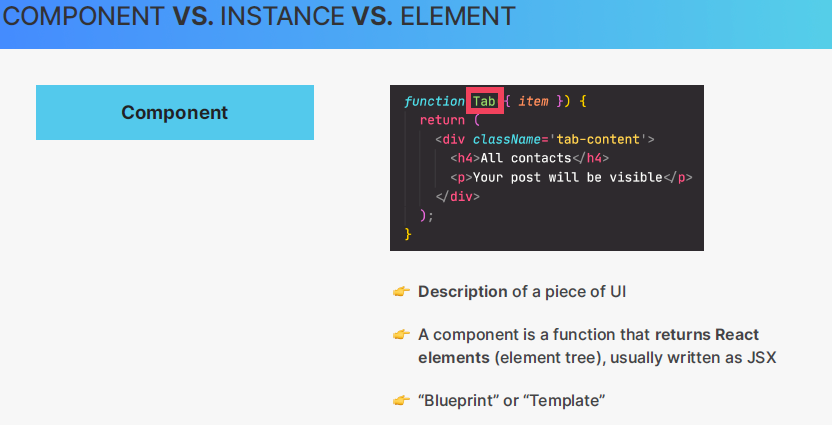 COMPONENT VS. INSTANCE VS. ELEMENT
Component
function Tab { item }) {
return (
<div className='tab-content'>
<h4>All contacts</h4>
<p>Your post will be visible</p>
</div>
);
}
Description of a piece of UI
A component is a function that returns React
elements (element tree), usually written as JSX
“Blueprint” or “Template”